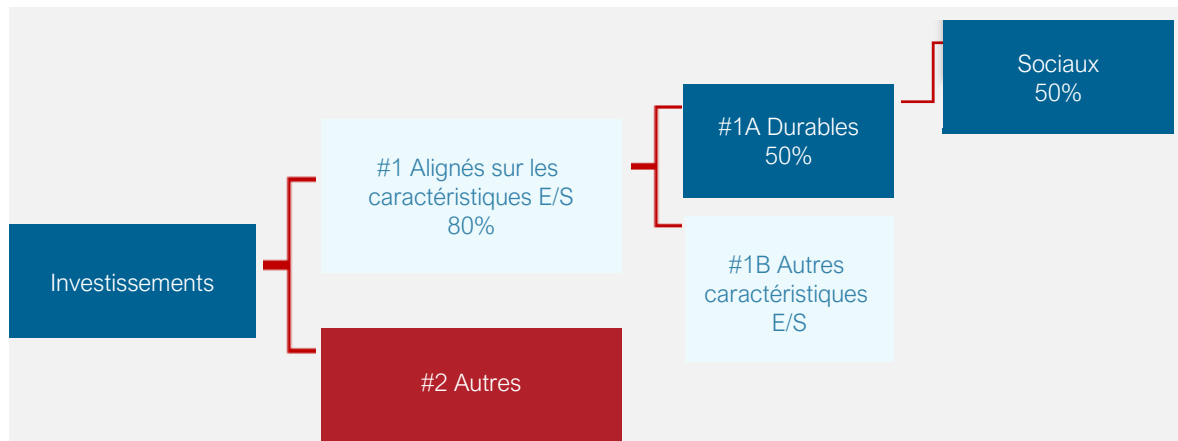 Sociaux
50%
#1A Durables
50%
#1 Alignés sur les
caractéristiques E/S
80%
Investissements
#1B Autres
caractéristiques
E/S
#2 Autres